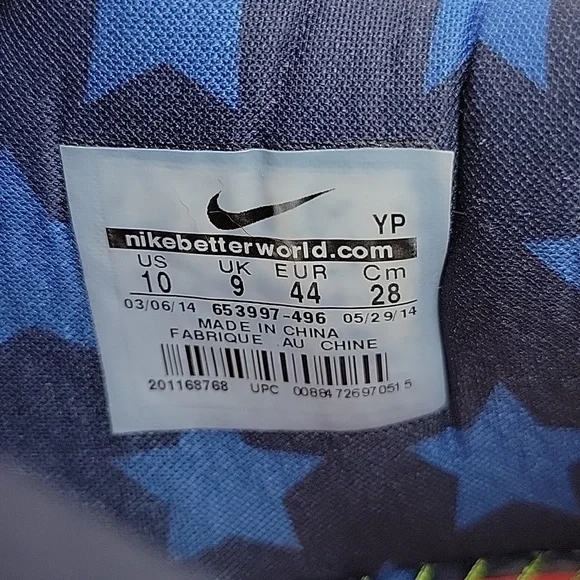 YP
nikebetterworld.com
US UK EUR Cm
10 9 44 28
03/06/14 653997-496 05/29/14
MADE IN CHINA
FABRIQUE AU CHINE
201168768 UPC 00884726970515